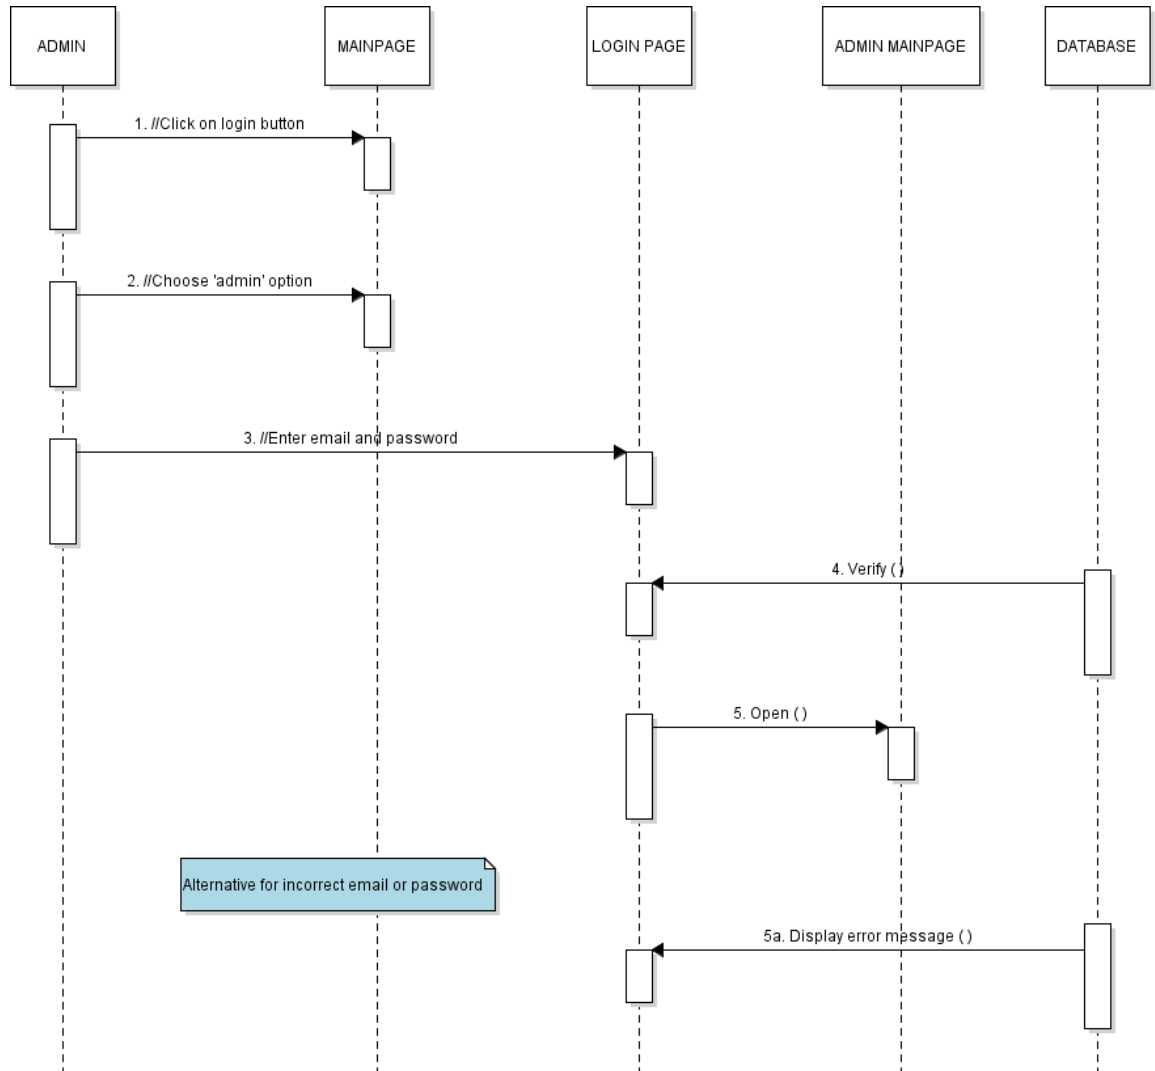 ADMIN
MAINPAGE
LOGIN PAGE
ADMIN MAINPAGE
DATABASE
1. //Click on login button
2. //Choose 'admin' option
3. //Enter email and password
4. Verify ( )
5. Open ( )
Alternative for incorrect email or password
5a. Display error message ( )